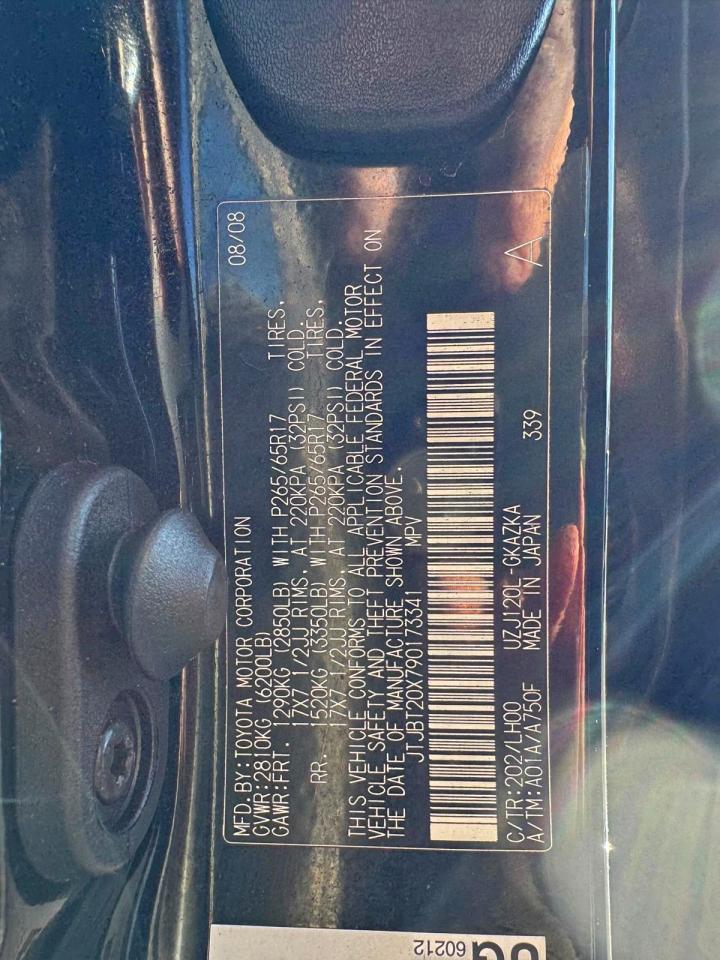 MFD.BY:TOYOTA MOTOR CORPORATION 08/08
GVWR:2810KG (6200LB)
GAWR:FRT. 1290KG (2850LB) WITH P265/65R17 TIRES,
17X7 1/2JJ RIMS, AT 220KPA (32PSI) COLD.
RR. 1520KG (3350LB) WITH P265/65R17 TIRES,
17X7 1/2JJ RIMS, AT 220KPA (32PSI) COLD.
THIS VEHICLE CONFORMS TO ALL APPLICABLE FEDERAL MOTOR
VEHICLE SAFETY AND THEFT PREVENTION STANDARDS IN EFFECT ON
THE DATE OF MANUFACTURE SHOWN ABOVE.
JTJBT20X790173341 MPV
C/TR:202/LH00 UZJ120L-GKAZKA
A/TM:A01A/A750F MADE IN JAPAN 339 A
60212